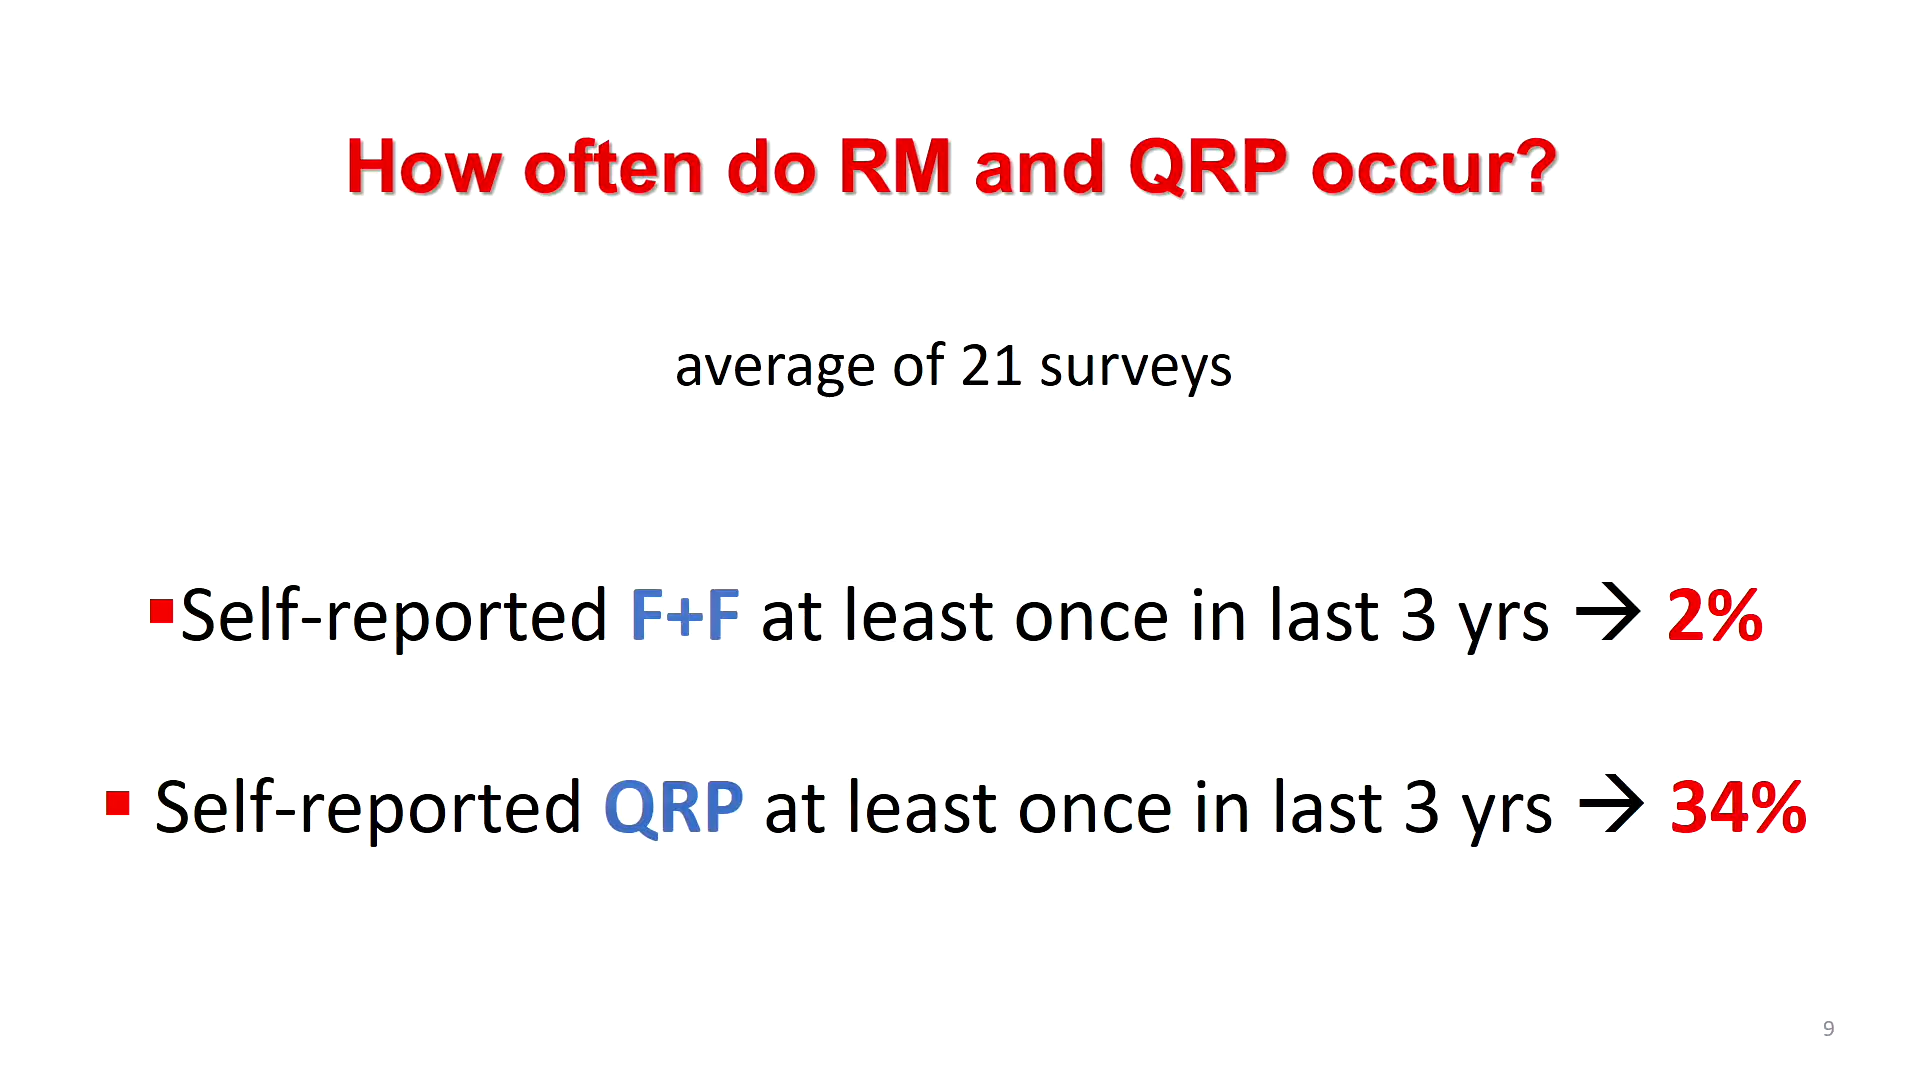 How often do RM and QRP occur?
average of 21 surveys
▪Self-reported F+F at least once in last 3 yrs → 2%
▪ Self-reported QRP at least once in last 3 yrs → 34%
9